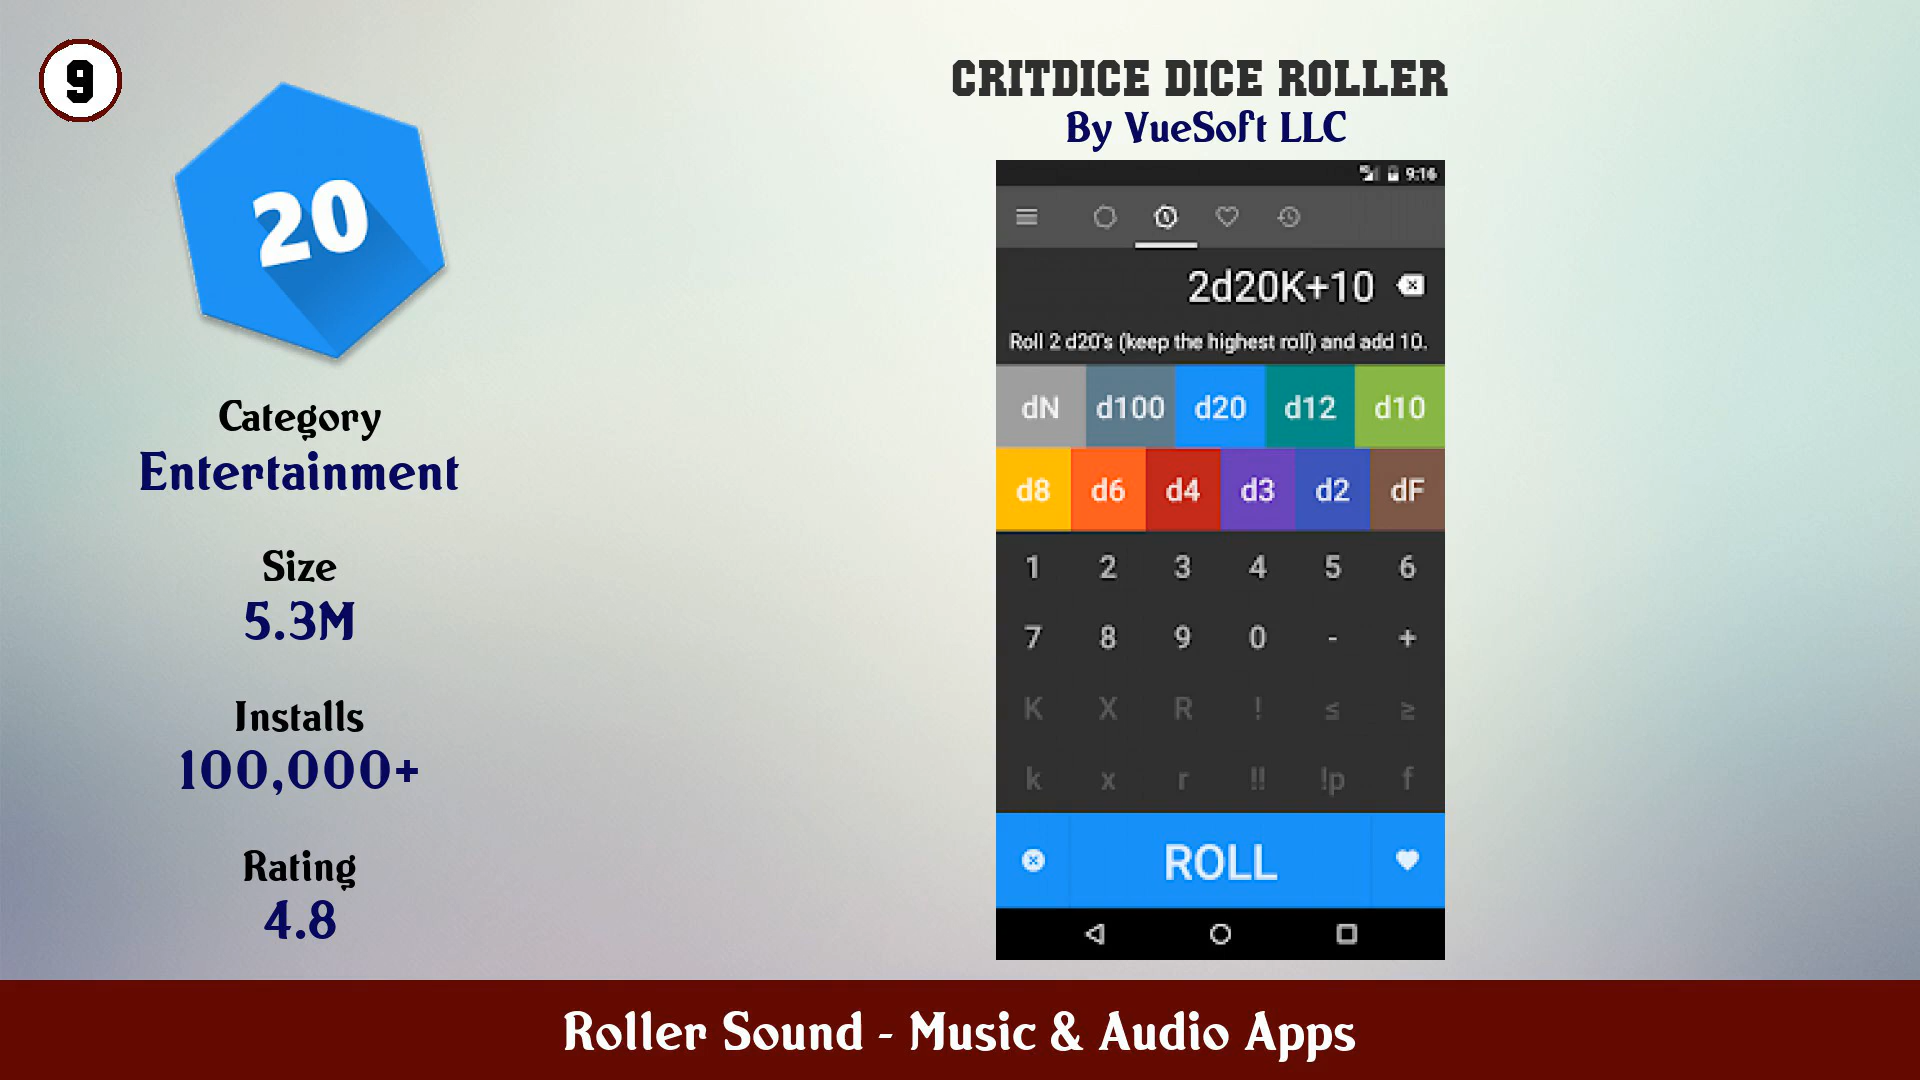 9
20
Category
Entertainment
Size
5.3M
Installs
100,000+
Rating
4.8
CRITDICE DICE ROLLER
By VueSoft LLC
9:16
2d20K+10
Roll 2 d20's (keep the highest roll) and add 10.
dN d100 d20 d12 d10
d8 d6 d4 d3 d2 dF
1 2 3 4 5 6
7 8 9 0 - +
K X R ! ≤ ≥
k x r !! !p f
ROLL
Roller Sound - Music & Audio Apps